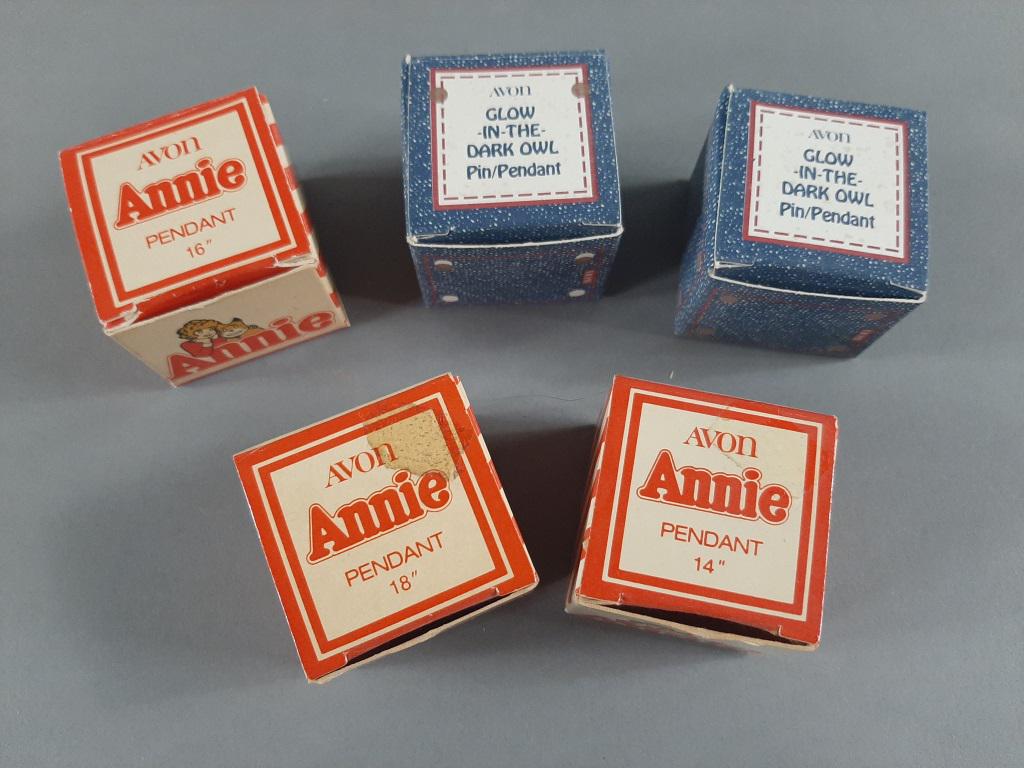 AVON
Annie
PENDANT
16"
Annie
AVON
GLOW
-IN-THE-
DARK OWL
Pin/Pendant
AVON
GLOW
-IN-THE-
DARK OWL
Pin/Pendant
AVON
Annie
PENDANT
18"
AVON
Annie
PENDANT
14"